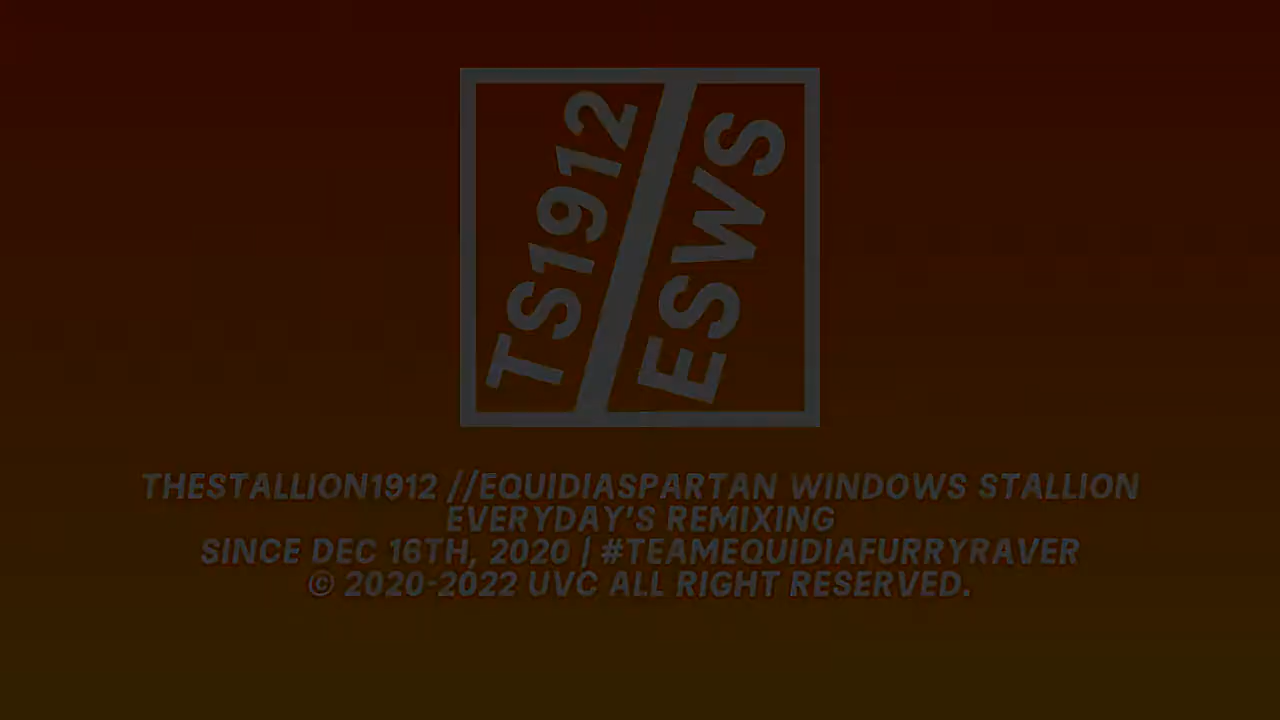 TS1912
ESWS
THESTALLION1912 //EQUIDIASPARTAN WINDOWS STALLION
EVERYDAY'S REMIXING
SINCE DEC 16TH, 2020 | #TEAMEQUIDIAFURRYRAVER
© 2020-2022 UVC ALL RIGHT RESERVED.